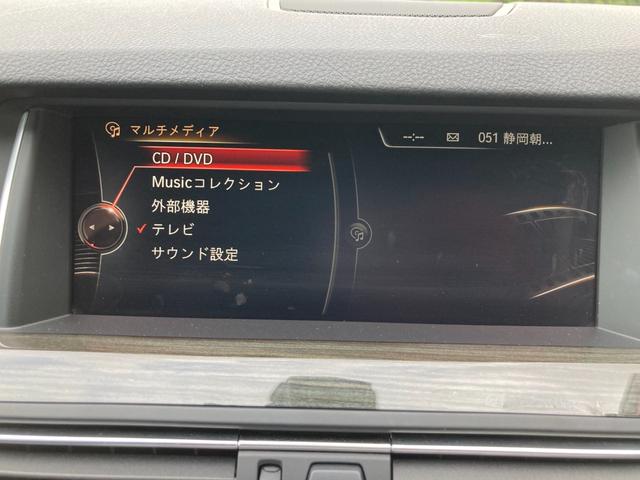 マルチメディア
--:-- 051 静岡朝...
CD / DVD
Musicコレクション
外部機器
テレビ
サウンド設定